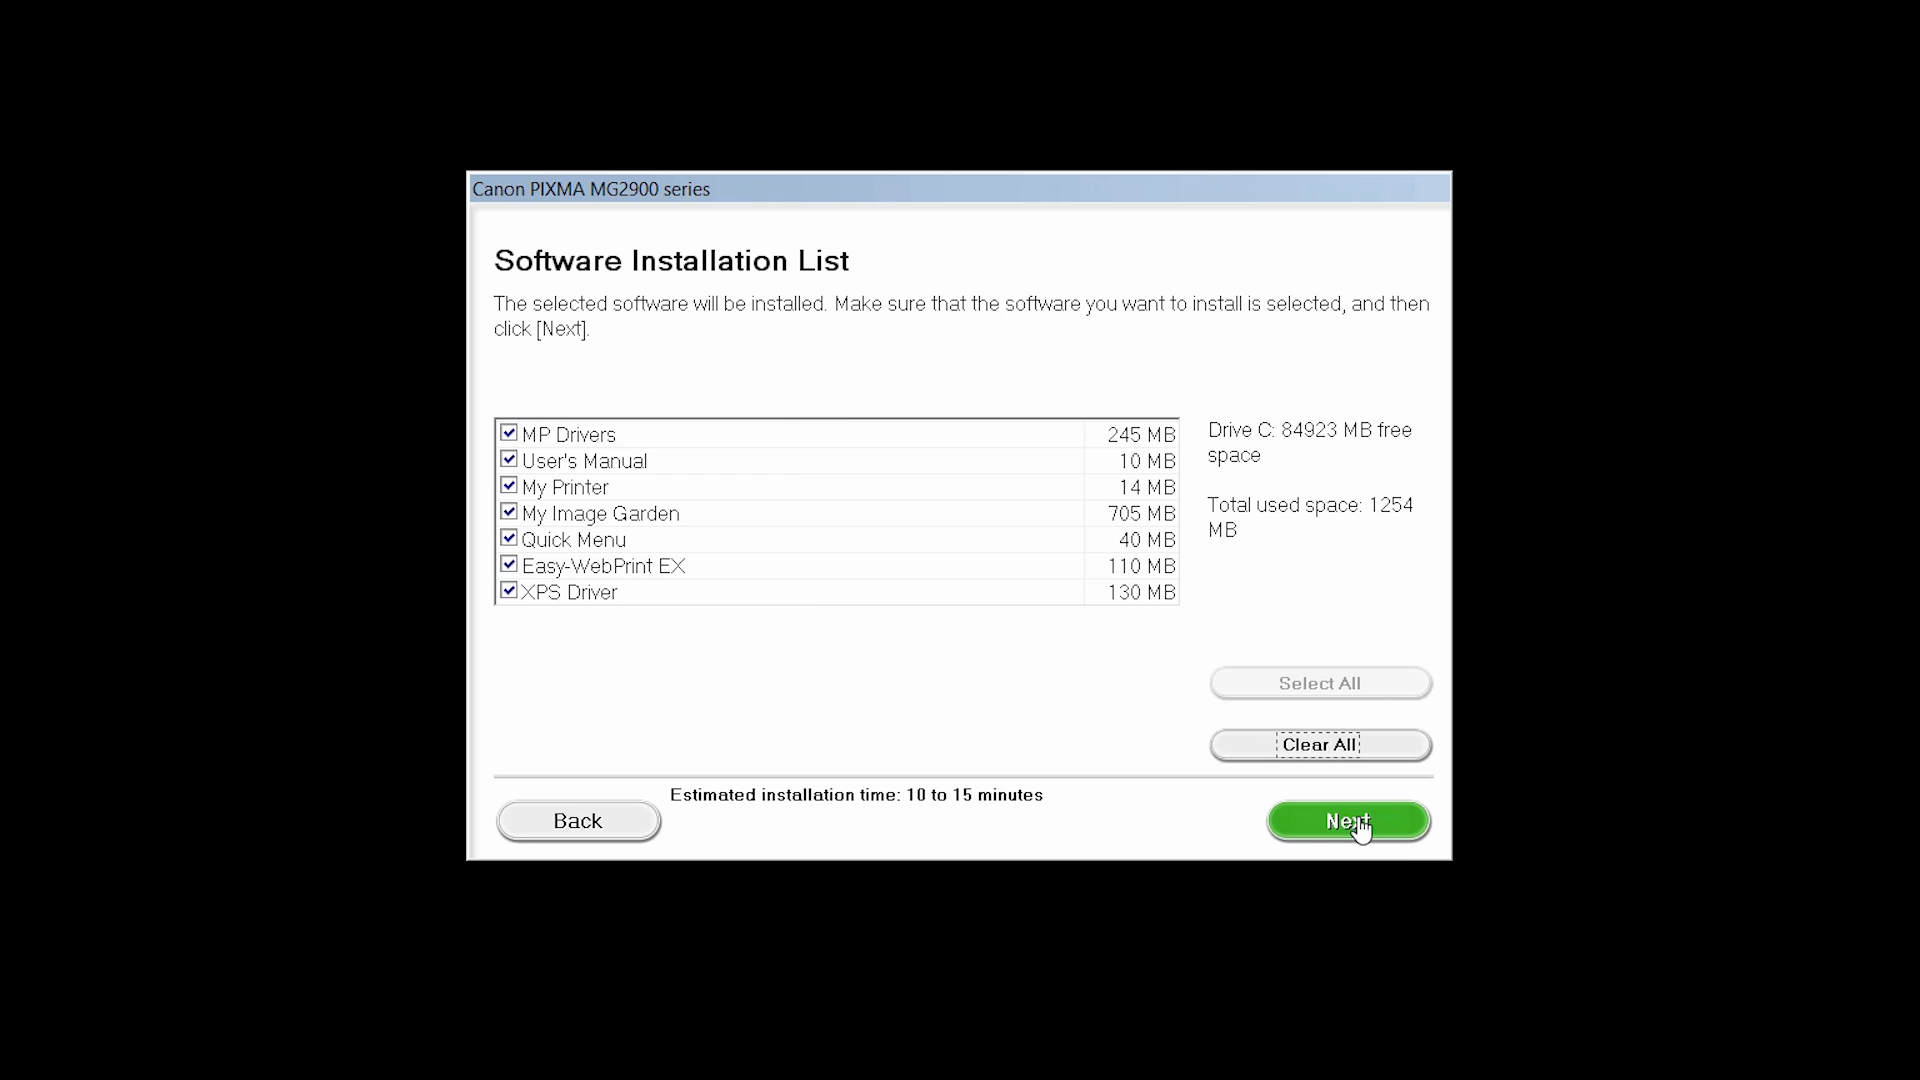 Canon PIXMA MG2900 series
Software Installation List
The selected software will be installed. Make sure that the software you want to install is selected, and then
click [Next].
MP Drivers 245 MB
User's Manual 10 MB
My Printer 14 MB
My Image Garden 705 MB
Quick Menu 40 MB
Easy-WebPrint EX 110 MB
XPS Driver 130 MB
Drive C: 84923 MB free
space
Total used space: 1254
MB
Select All
Clear All
Estimated installation time: 10 to 15 minutes
Back
Next